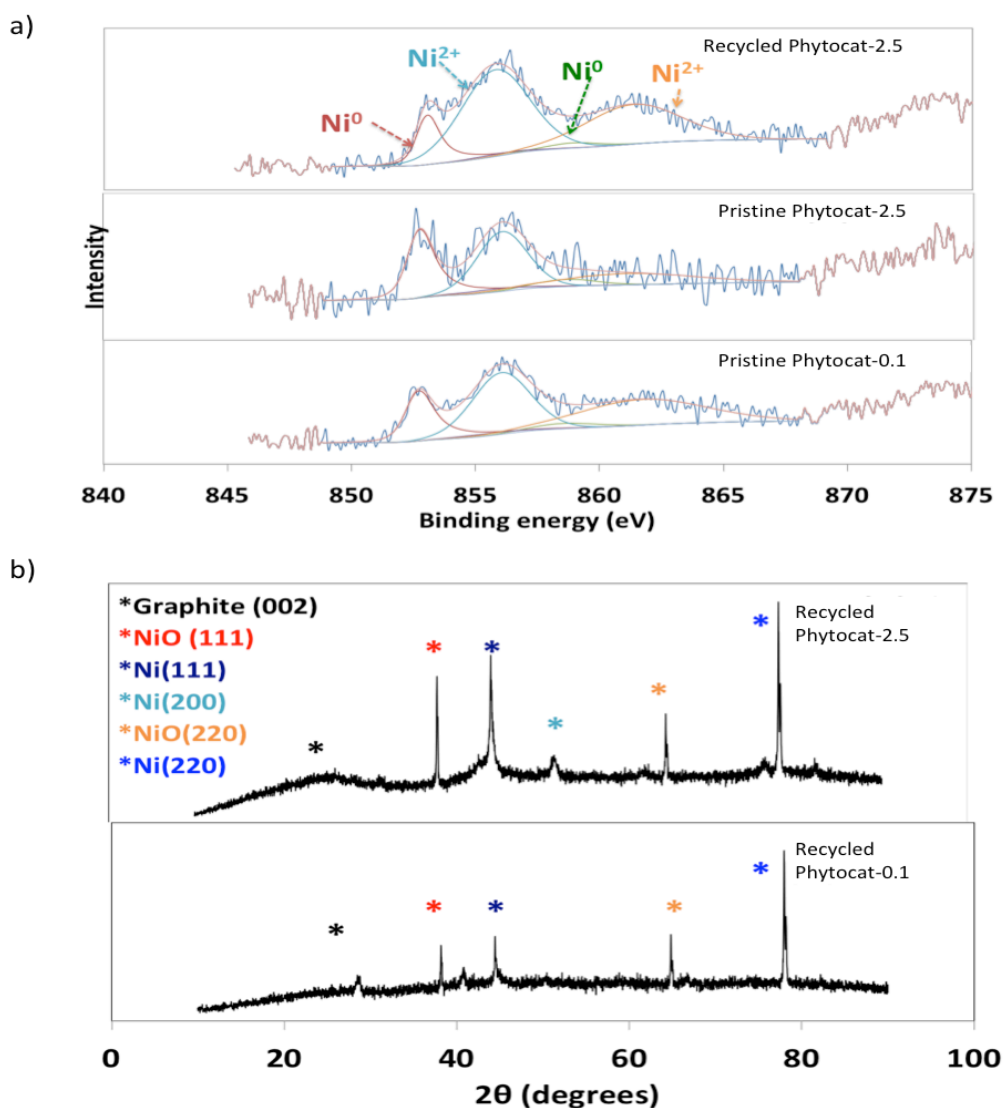 a)
Recycled Phytocat-2.5
Ni2+
Ni0
Ni0
Ni2+
Pristine Phytocat-2.5
Pristine Phytocat-0.1
Intensity
840 845 850 855 860 865 870 875
Binding energy (eV)
b)
*Graphite (002)
*NiO (111)
*Ni(111)
*Ni(200)
*NiO(220)
*Ni(220)
* * * * * *
Recycled
Phytocat-2.5
* * * * *
Recycled
Phytocat-0.1
0 20 40 60 80 100
2θ (degrees)